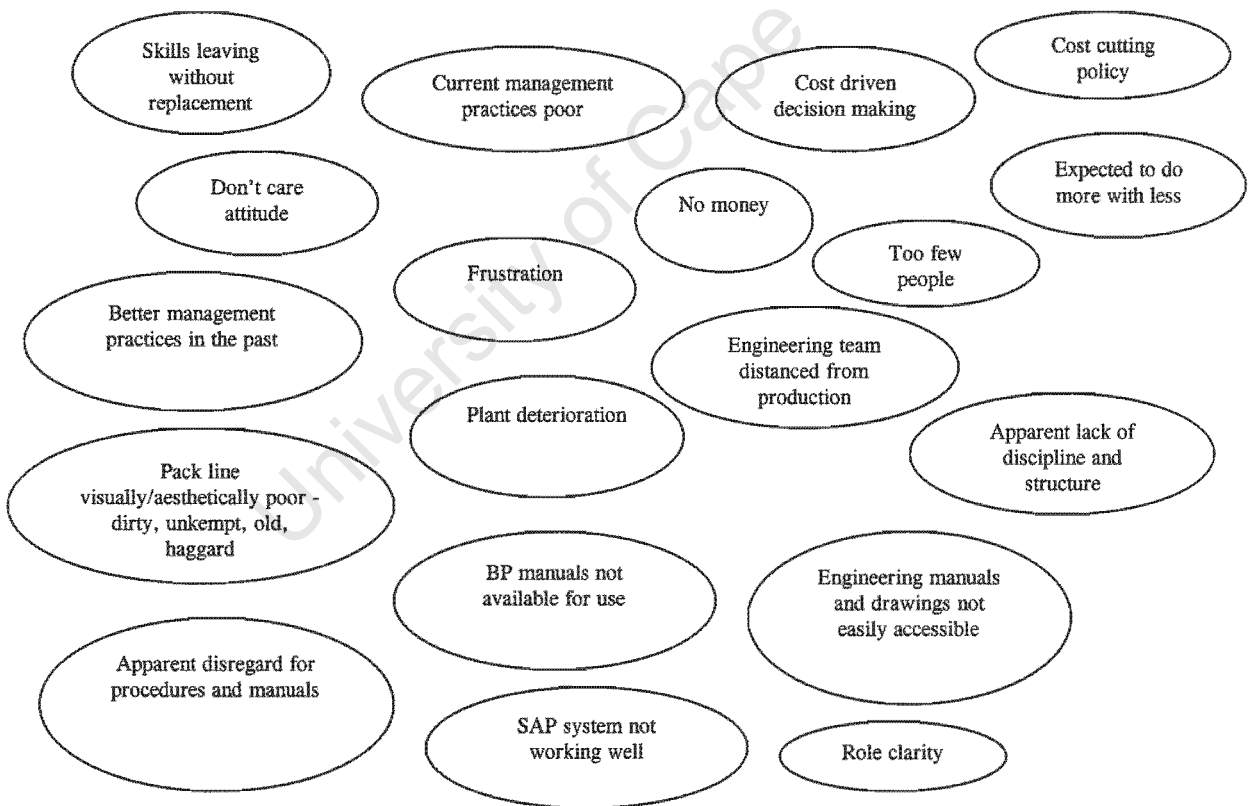 Skills leaving
without
replacement
Current management
practices poor
Cost driven
decision making
Cost cutting
policy
Don't care
attitude
No money
Expected to do
more with less
Frustration
Too few
people
Better management
practices in the past
Engineering team
distanced from
production
Plant deterioration
Apparent lack of
discipline and
structure
Pack line
visually/aesthetically poor -
dirty, unkempt, old,
haggard
BP manuals not
available for use
Engineering manuals
and drawings not
easily accessible
Apparent disregard for
procedures and manuals
SAP system not
working well
Role clarity
University of Cape